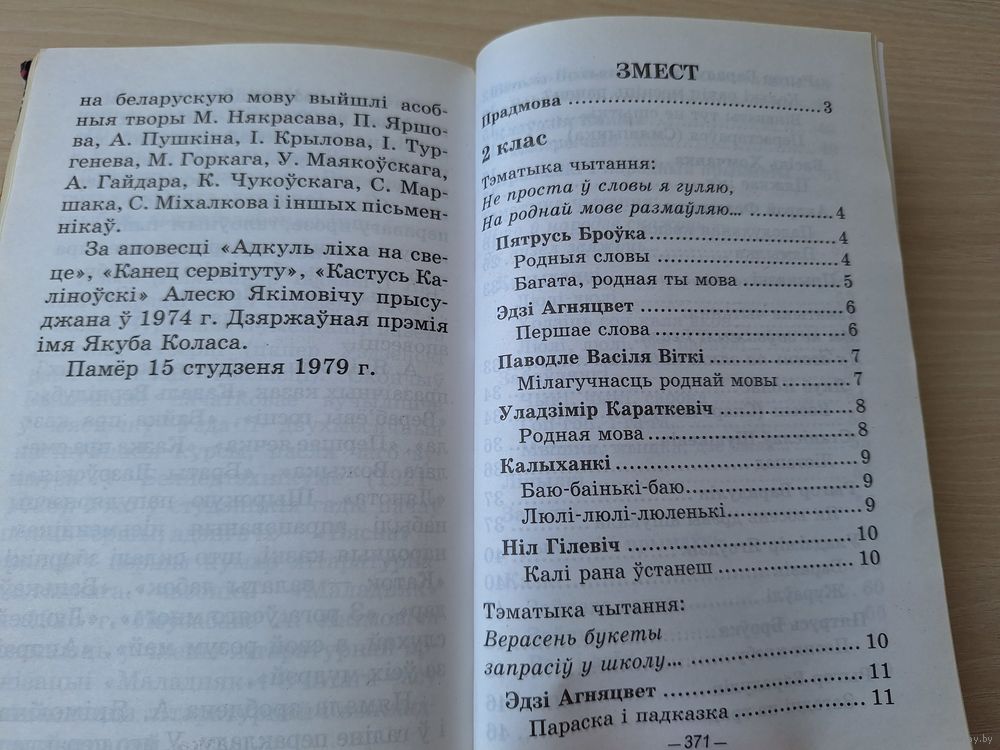 на беларускую мову выйшлі асоб-
ныя творы М. Някрасава, П. Яршо-
ва, А. Пушкіна, І. Крылова, І. Тур-
генева, М. Горкага, У. Маякоўскага,
А. Гайдара, К. Чукоўскага, С. Мар-
шака, С. Міхалкова і іншых пісьмен-
нікаў.
За аповесці «Адкуль ліха на све-
це», «Канец сервітуту», «Кастусь Ка-
ліноўскі» Алесю Якімовічу прысу-
джана ў 1974 г. Дзяржаўная прэмія
імя Якуба Коласа.
Памёр 15 студзеня 1979 г.
ЗМЕСТ
Прадмова 3
2 клас
Тэматыка чытання:
Не проста ў словы я гуляю,
На роднай мове размаўляю... 4
Пятрусь Броўка 4
Родныя словы 4
Багата, родная ты мова 5
Эдзі Агняцвет 6
Першае слова 6
Паводле Васіля Віткі 7
Мілагучнасць роднай мовы 7
Уладзімір Караткевіч 8
Родная мова 8
Калыханкі 9
Баю-баінькі-баю 9
Люлі-люлі-люленькі 9
Ніл Гілевіч 10
Калі рана ўстанеш 10
Тэматыка чытання:
Верасень букеты
запрасіў у школу... 10
Эдзі Агняцвет 11
Параска і падказка 11
– 371 –